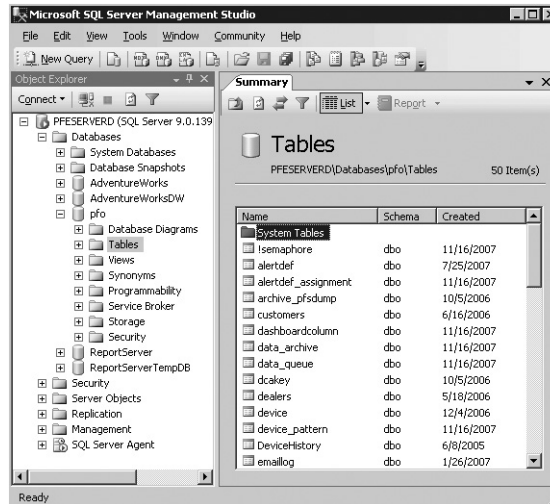 Microsoft SQL Server Management Studio
File Edit View Tools Window Community Help
New Query
Object Explorer
Connect
PFESERVERD (SQL Server 9.0.139
Databases
System Databases
Database Snapshots
AdventureWorks
AdventureWorksDW
pfo
Database Diagrams
Tables
Views
Synonyms
Programmability
Service Broker
Storage
Security
ReportServer
ReportServerTempDB
Security
Server Objects
Replication
Management
SQL Server Agent
Summary
List Report
Tables
PFESERVERD\Databases\pfo\Tables 50 Item(s)
Name Schema Created
System Tables
!semaphore dbo 11/16/2007
alertdef dbo 7/25/2007
alertdef_assignment dbo 11/16/2007
archive_pfsdump dbo 10/5/2006
customers dbo 6/16/2006
dashboardcolumn dbo 11/16/2007
data_archive dbo 11/16/2007
data_queue dbo 11/16/2007
dcakey dbo 10/5/2006
dealers dbo 5/18/2006
device dbo 12/4/2006
device_pattern dbo 11/16/2007
DeviceHistory dbo 6/8/2005
emaillog dbo 1/26/2007
Ready